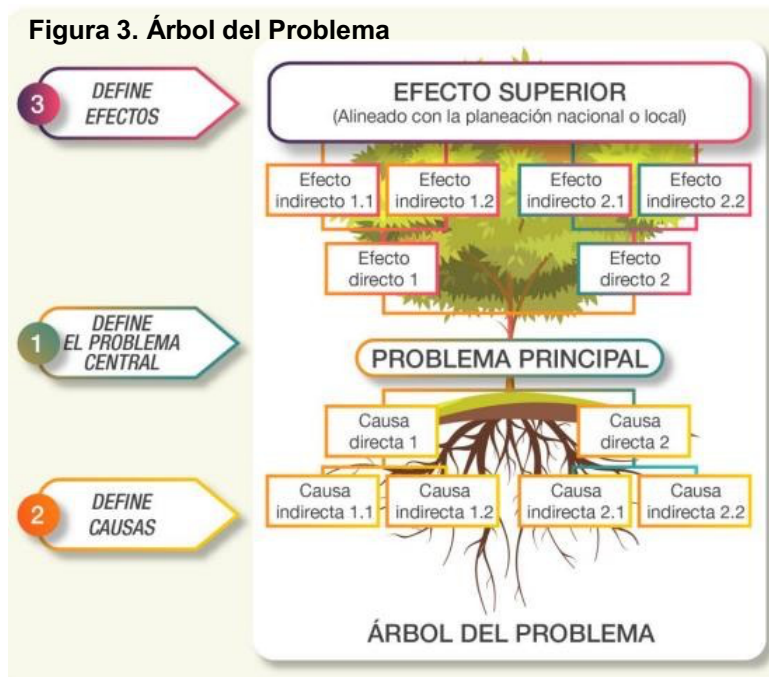 Figura 3. Árbol del Problema
3
DEFINE
EFECTOS
EFECTO SUPERIOR
(Alineado con la planeación nacional o local)
Efecto
indirecto 1.1
Efecto
indirecto 1.2
Efecto
indirecto 2.1
Efecto
indirecto 2.2
Efecto
directo 1
Efecto
directo 2
1
DEFINE
EL PROBLEMA
CENTRAL
PROBLEMA PRINCIPAL
Causa
directa 1
Causa
directa 2
2
DEFINE
CAUSAS
Causa
indirecta 1.1
Causa
indirecta 1.2
Causa
indirecta 2.1
Causa
indirecta 2.2
ÁRBOL DEL PROBLEMA